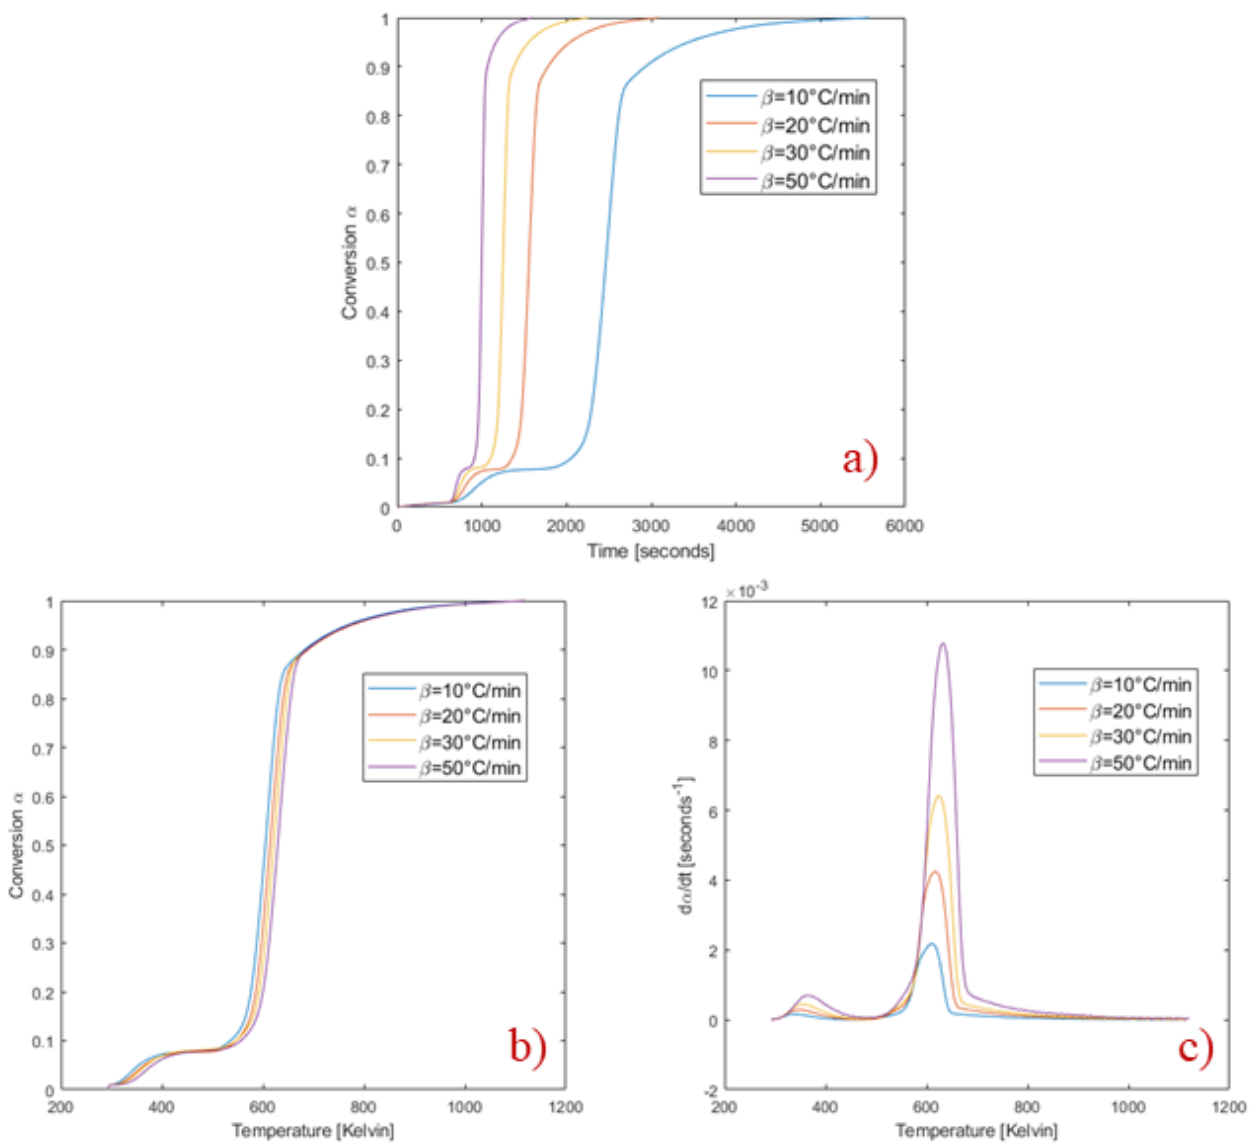 1
0.9
0.8
0.7
0.6
0.5
0.4
0.3
0.2
0.1
0
Conversion α
β=10°C/min
β=20°C/min
β=30°C/min
β=50°C/min
a)
0 1000 2000 3000 4000 5000 6000
Time [seconds]
1
0.9
0.8
0.7
0.6
0.5
0.4
0.3
0.2
0.1
0
Conversion α
β=10°C/min
β=20°C/min
β=30°C/min
β=50°C/min
b)
200 400 600 800 1000 1200
Temperature [Kelvin]
× 10⁻³
12
10
8
6
4
2
0
-2
dα/dt [seconds⁻¹]
β=10°C/min
β=20°C/min
β=30°C/min
β=50°C/min
c)
200 400 600 800 1000 1200
Temperature [Kelvin]